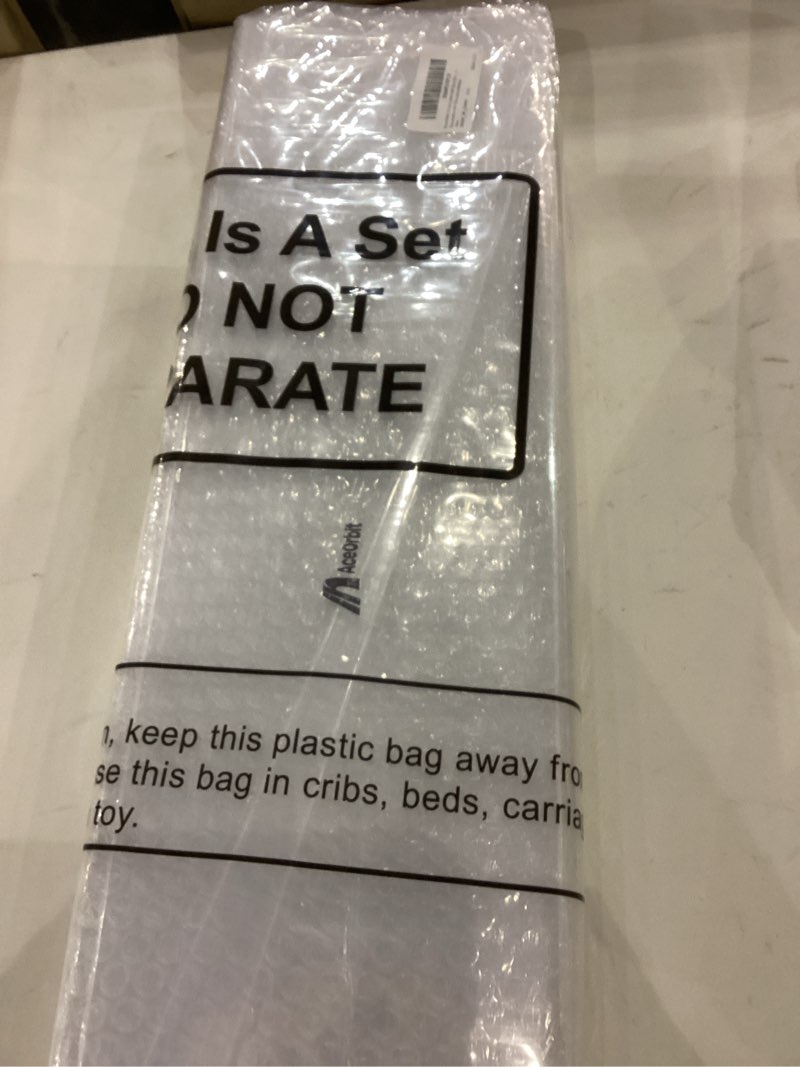 Is A Set
NOT
ARATE
AceOrbit
, keep this plastic bag away fro
se this bag in cribs, beds, carria
toy.